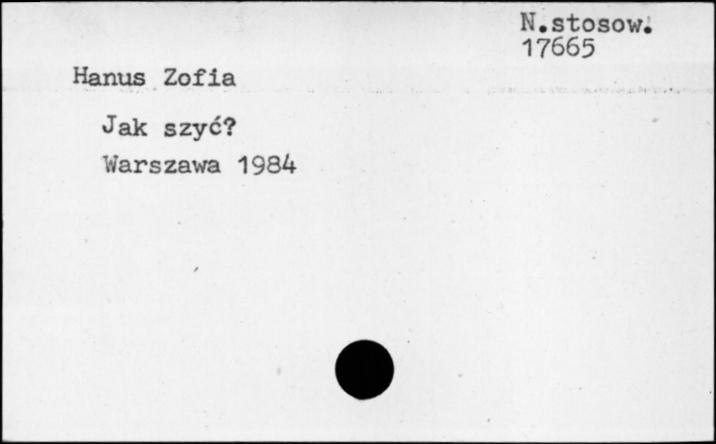 N.stosow.
17665
Hanus Zofia
Jak szyć?
Warszawa 1984